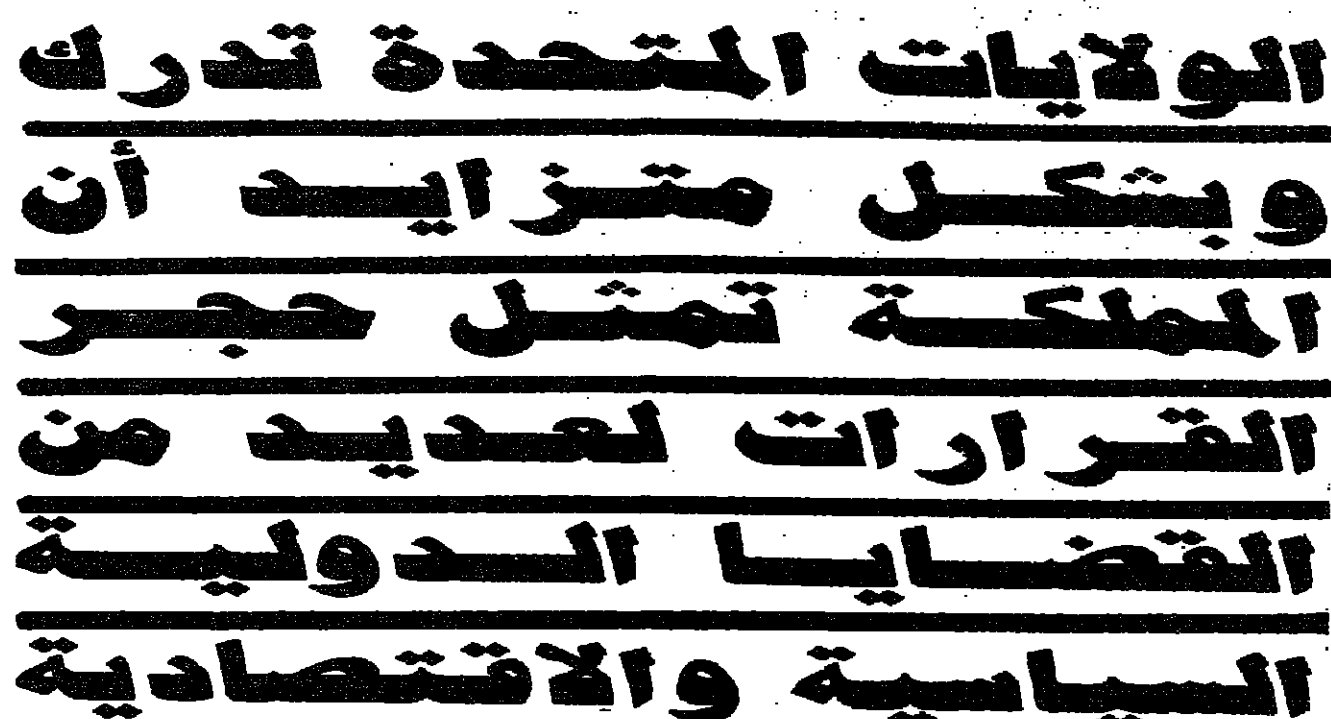 الولايات المتحدة تدرك
وبشكل متزايد أن
المملكة تمثل حجر
القرارات لعديد من
القضايا الدولية
السياسية والاقتصادية